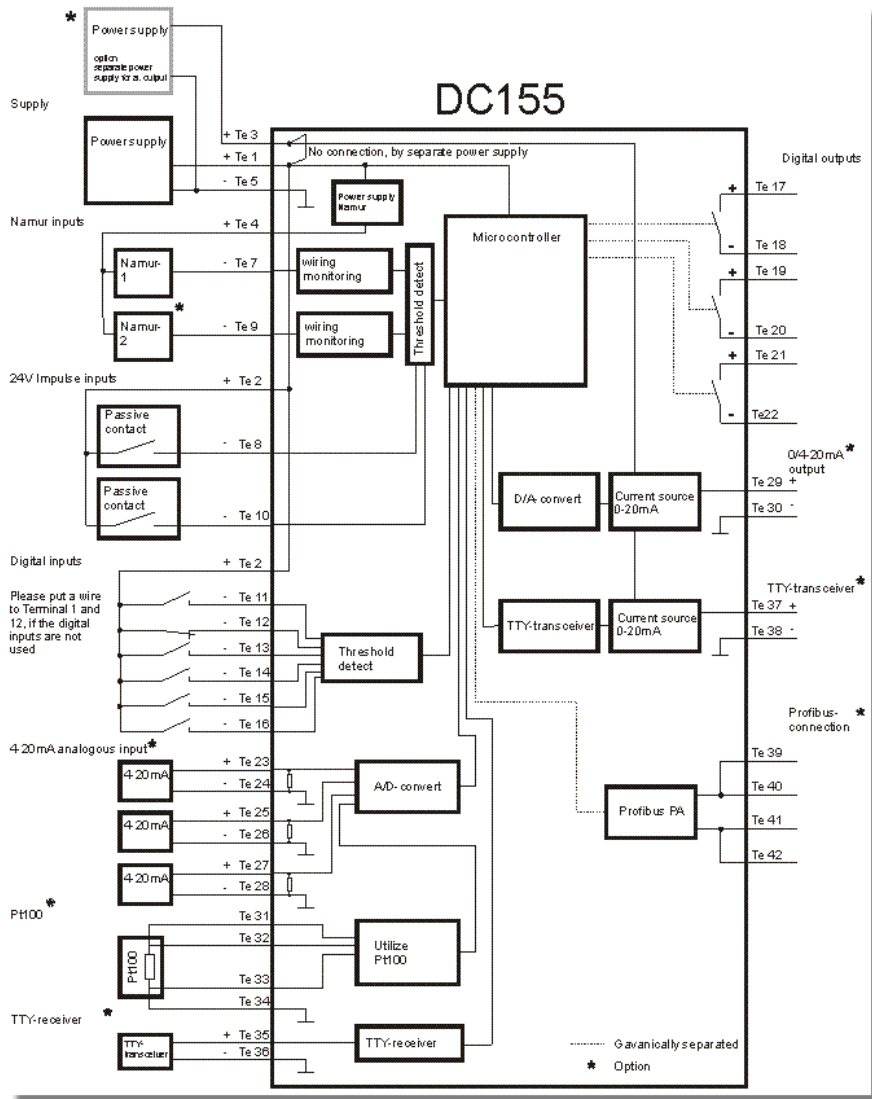 *
Power supply
option
separate power
supply for a. output
Supply
DC155
Power supply
+ Te 3
+ Te 1
- Te 5
No connection, by separate power supply
Digital outputs
Power supply
Namur
+ Te 17
- Te 18
+ Te 19
- Te 20
+ Te 21
- Te22
Namur inputs
+ Te 4
Microcontroller
Namur-
1
- Te 7
wiring
monitoring
Threshold detect
Namur-
2
*
- Te 9
wiring
monitoring
24V Impulse inputs
+ Te 2
Passive
contact
- Te 8
Passive
contact
- Te 10
0/4-20mA *
output
D/A convert
Current source
0-20mA
Te 29 +
Te 30 -
Digital inputs
+ Te 2
Please put a wire
to Terminal 1 and
12, if the digital
inputs are not
used
- Te 11
- Te 12
- Te 13
- Te 14
- Te 15
- Te 16
Threshold
detect
TTY-transceiver *
TTY-transceiver
Current source
0-20mA
Te 37 +
Te 38 -
Profibus- *
connection
Te 39
Te 40
Te 41
Te 42
Profibus PA
4-20mA analogous input *
4-20mA
+ Te 23
- Te 24
A/D- convert
4-20mA
+ Te 25
- Te 26
4-20mA
+ Te 27
- Te 28
Pt100 *
Pt100
Te 31
Te 32
Te 33
Te 34
Utilize
Pt100
TTY-receiver *
TTY-
transceiver
+ Te 35
- Te 36
TTY-receiver
Gavanically separated
* Option